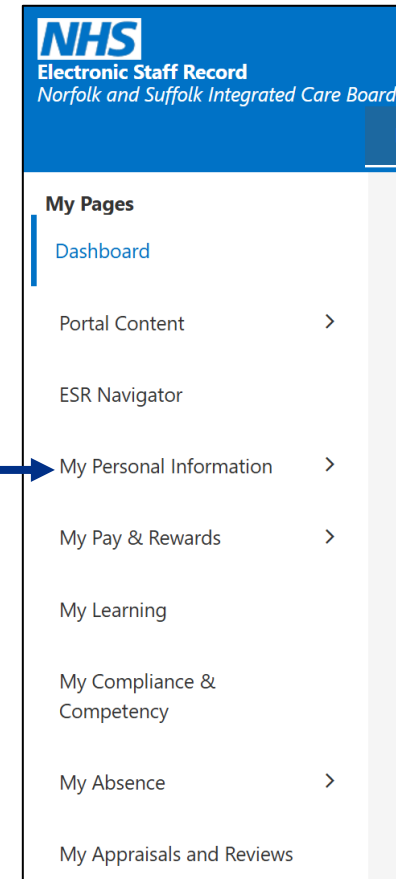 NHS
Electronic Staff Record
Norfolk and Suffolk Integrated Care Board
My Pages
Dashboard
Portal Content
ESR Navigator
My Personal Information
My Pay & Rewards
My Learning
My Compliance &
Competency
My Absence
My Appraisals and Reviews